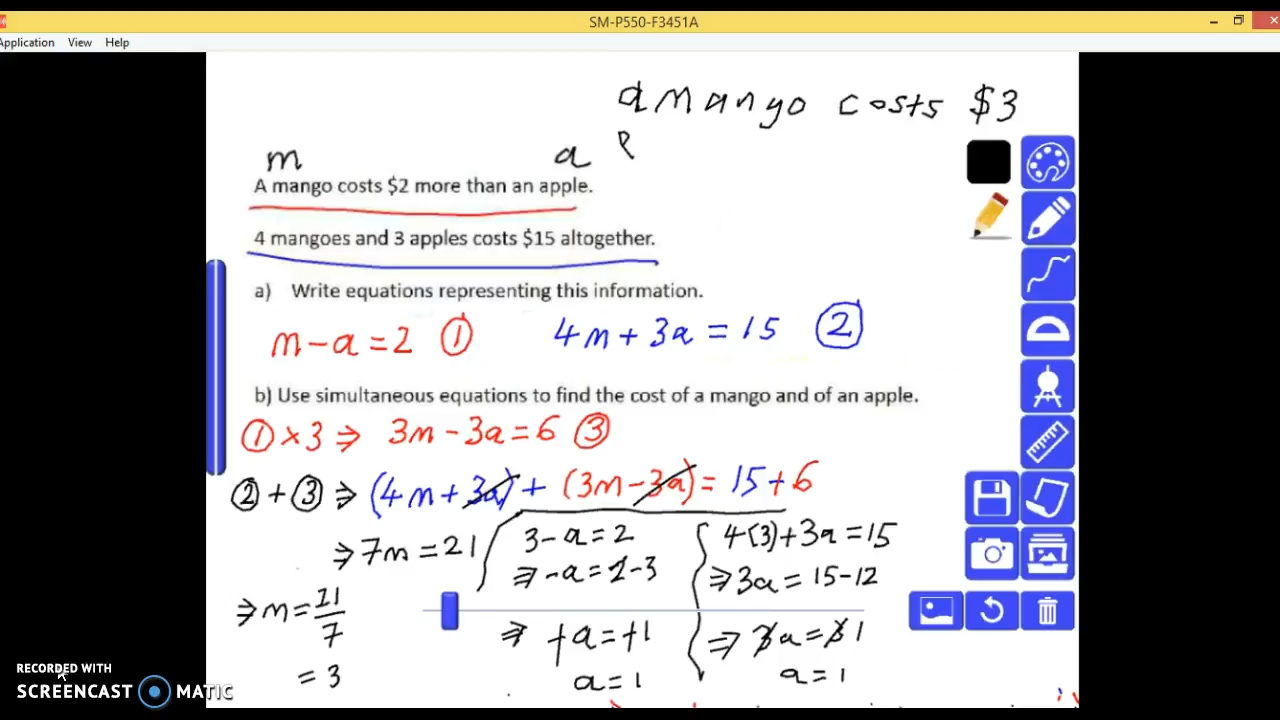 SM-P550-F3451A
Application View Help
a mango costs $3
m a
A mango costs $2 more than an apple.
4 mangoes and 3 apples costs $15 altogether.
a) Write equations representing this information.
m-a=2 ① 4m+3a=15 ②
b) Use simultaneous equations to find the cost of a mango and of an apple.
①×3⇒ 3m-3a=6 ③
②+③⇒(4m+3a)+(3m-3a)=15+6
⇒7m=21
3-a=2
⇒-a=2-3
⇒ -a=-1
a=1
4(3)+3a=15
⇒3a=15-12
⇒ 3a=3 1
a=1
⇒m=21/7
=3
RECORDED WITH
SCREENCAST MATIC